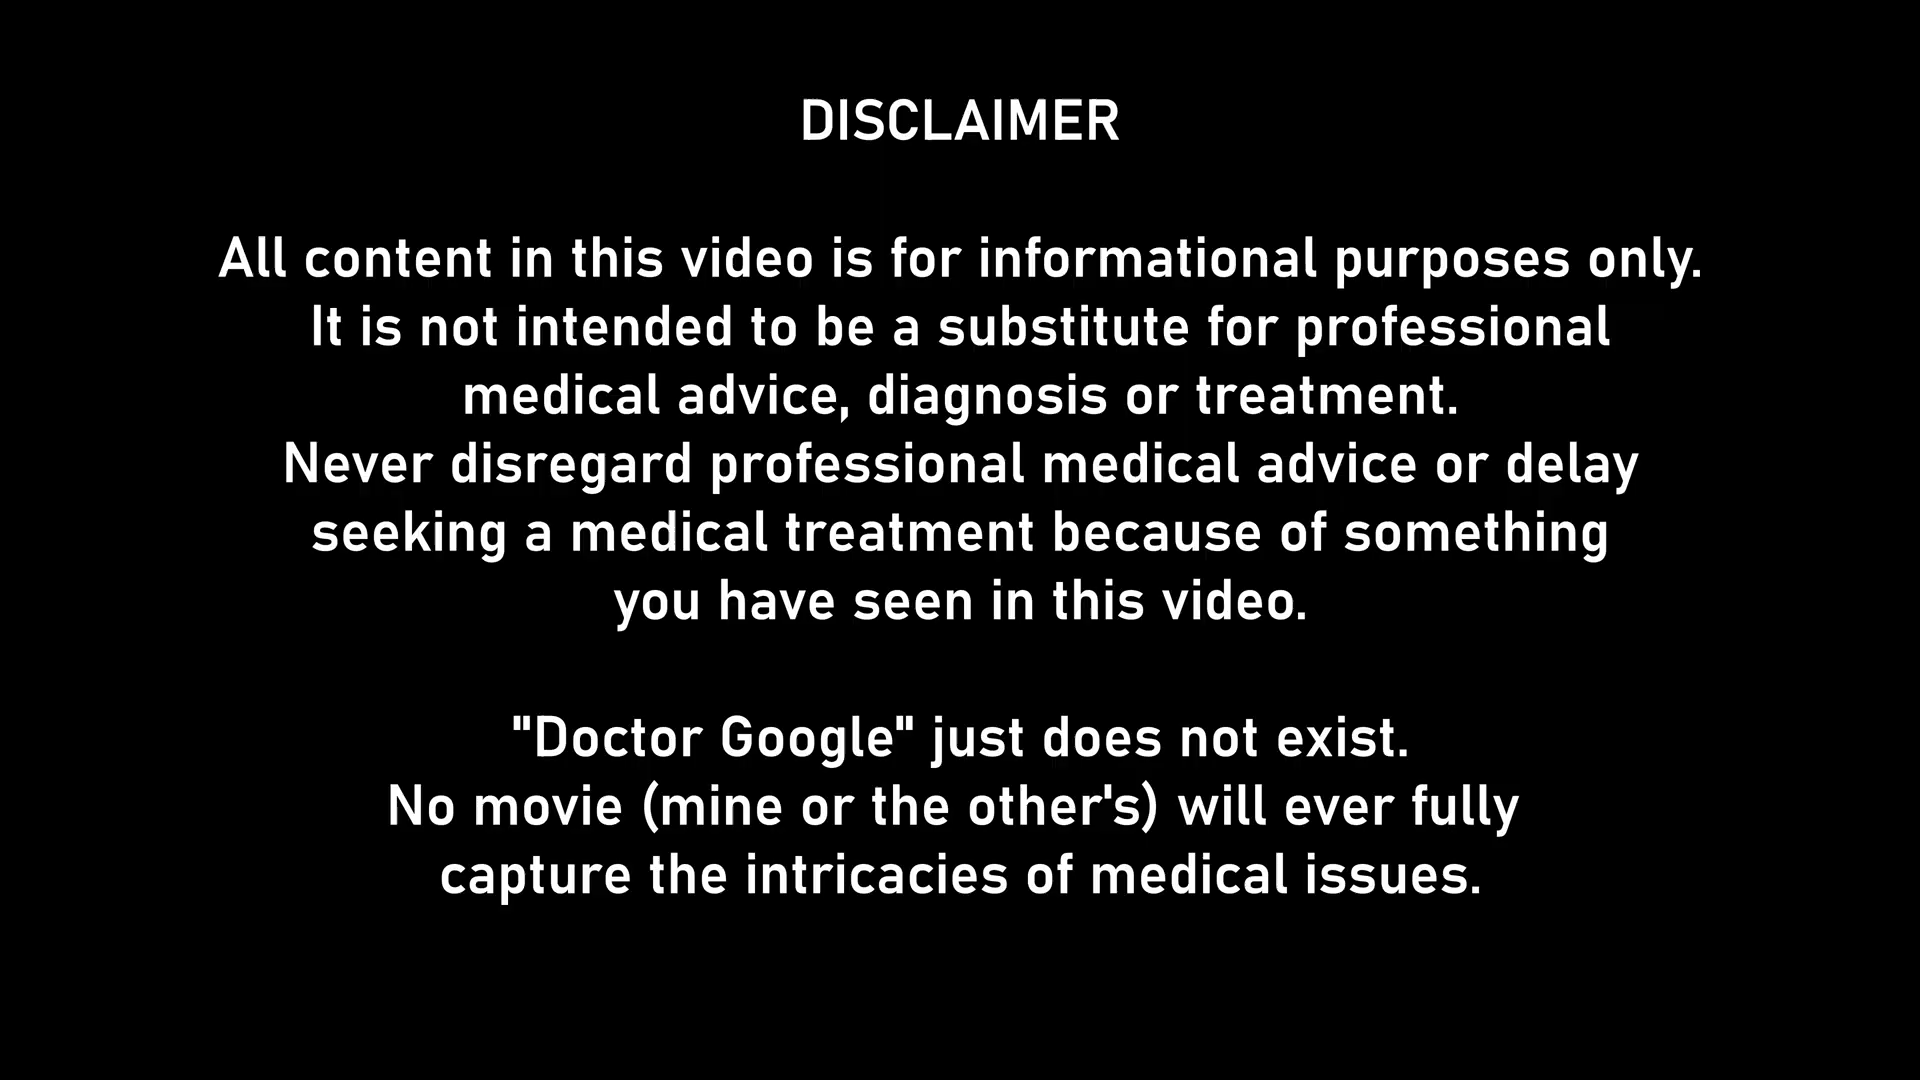 DISCLAIMER
All content in this video is for informational purposes only.
It is not intended to be a substitute for professional
medical advice, diagnosis or treatment.
Never disregard professional medical advice or delay
seeking a medical treatment because of something
you have seen in this video.
"Doctor Google" just does not exist.
No movie (mine or the other's) will ever fully
capture the intricacies of medical issues.